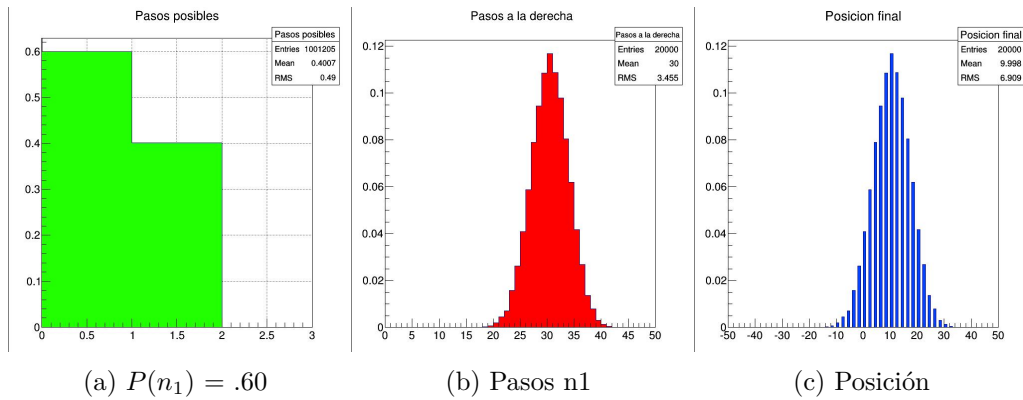 Pasos posibles
Pasos posibles
Entries 1001205
Mean 0.4007
RMS 0.49
0.6
0.5
0.4
0.3
0.2
0.1
0
0 0.5 1 1.5 2 2.5 3
(a) P(n₁) = .60
Pasos a la derecha
Pasos a la derecha
Entries 20000
Mean 30
RMS 3.455
0.12
0.1
0.08
0.06
0.04
0.02
0
0 5 10 15 20 25 30 35 40 45 50
(b) Pasos n1
Posicion final
Posicion final
Entries 20000
Mean 9.998
RMS 6.909
0.12
0.1
0.08
0.06
0.04
0.02
0
-50 -40 -30 -20 -10 0 10 20 30 40 50
(c) Posición